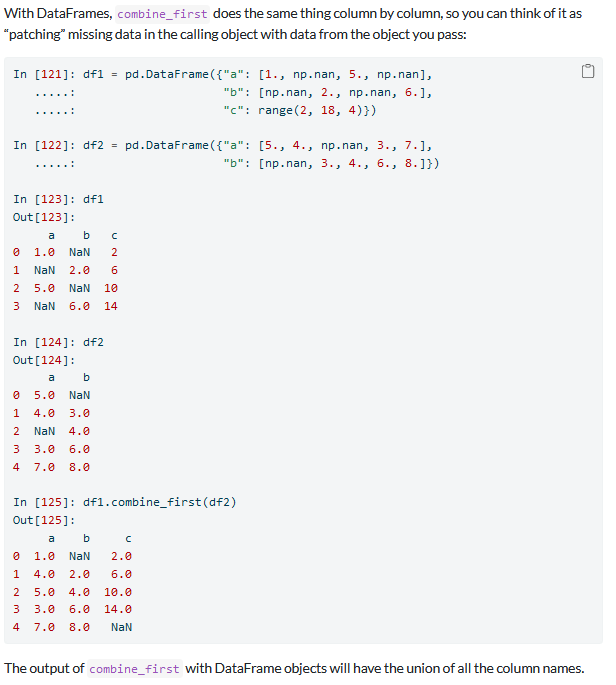 With DataFrames, combine_first does the same thing column by column, so you can think of it as
“patching” missing data in the calling object with data from the object you pass:
In [121]: df1 = pd.DataFrame({"a": [1., np.nan, 5., np.nan],
.....:                     "b": [np.nan, 2., np.nan, 6.],
.....:                     "c": range(2, 18, 4)})
In [122]: df2 = pd.DataFrame({"a": [5., 4., np.nan, 3., 7.],
.....:                     "b": [np.nan, 3., 4., 6., 8.]})
In [123]: df1
Out[123]:
a b c
0 1.0 NaN 2
1 NaN 2.0 6
2 5.0 NaN 10
3 NaN 6.0 14
In [124]: df2
Out[124]:
a b
0 5.0 NaN
1 4.0 3.0
2 NaN 4.0
3 3.0 6.0
4 7.0 8.0
In [125]: df1.combine_first(df2)
Out[125]:
a b c
0 1.0 NaN 2.0
1 4.0 2.0 6.0
2 5.0 4.0 10.0
3 3.0 6.0 14.0
4 7.0 8.0 NaN
The output of combine_first with DataFrame objects will have the union of all the column names.